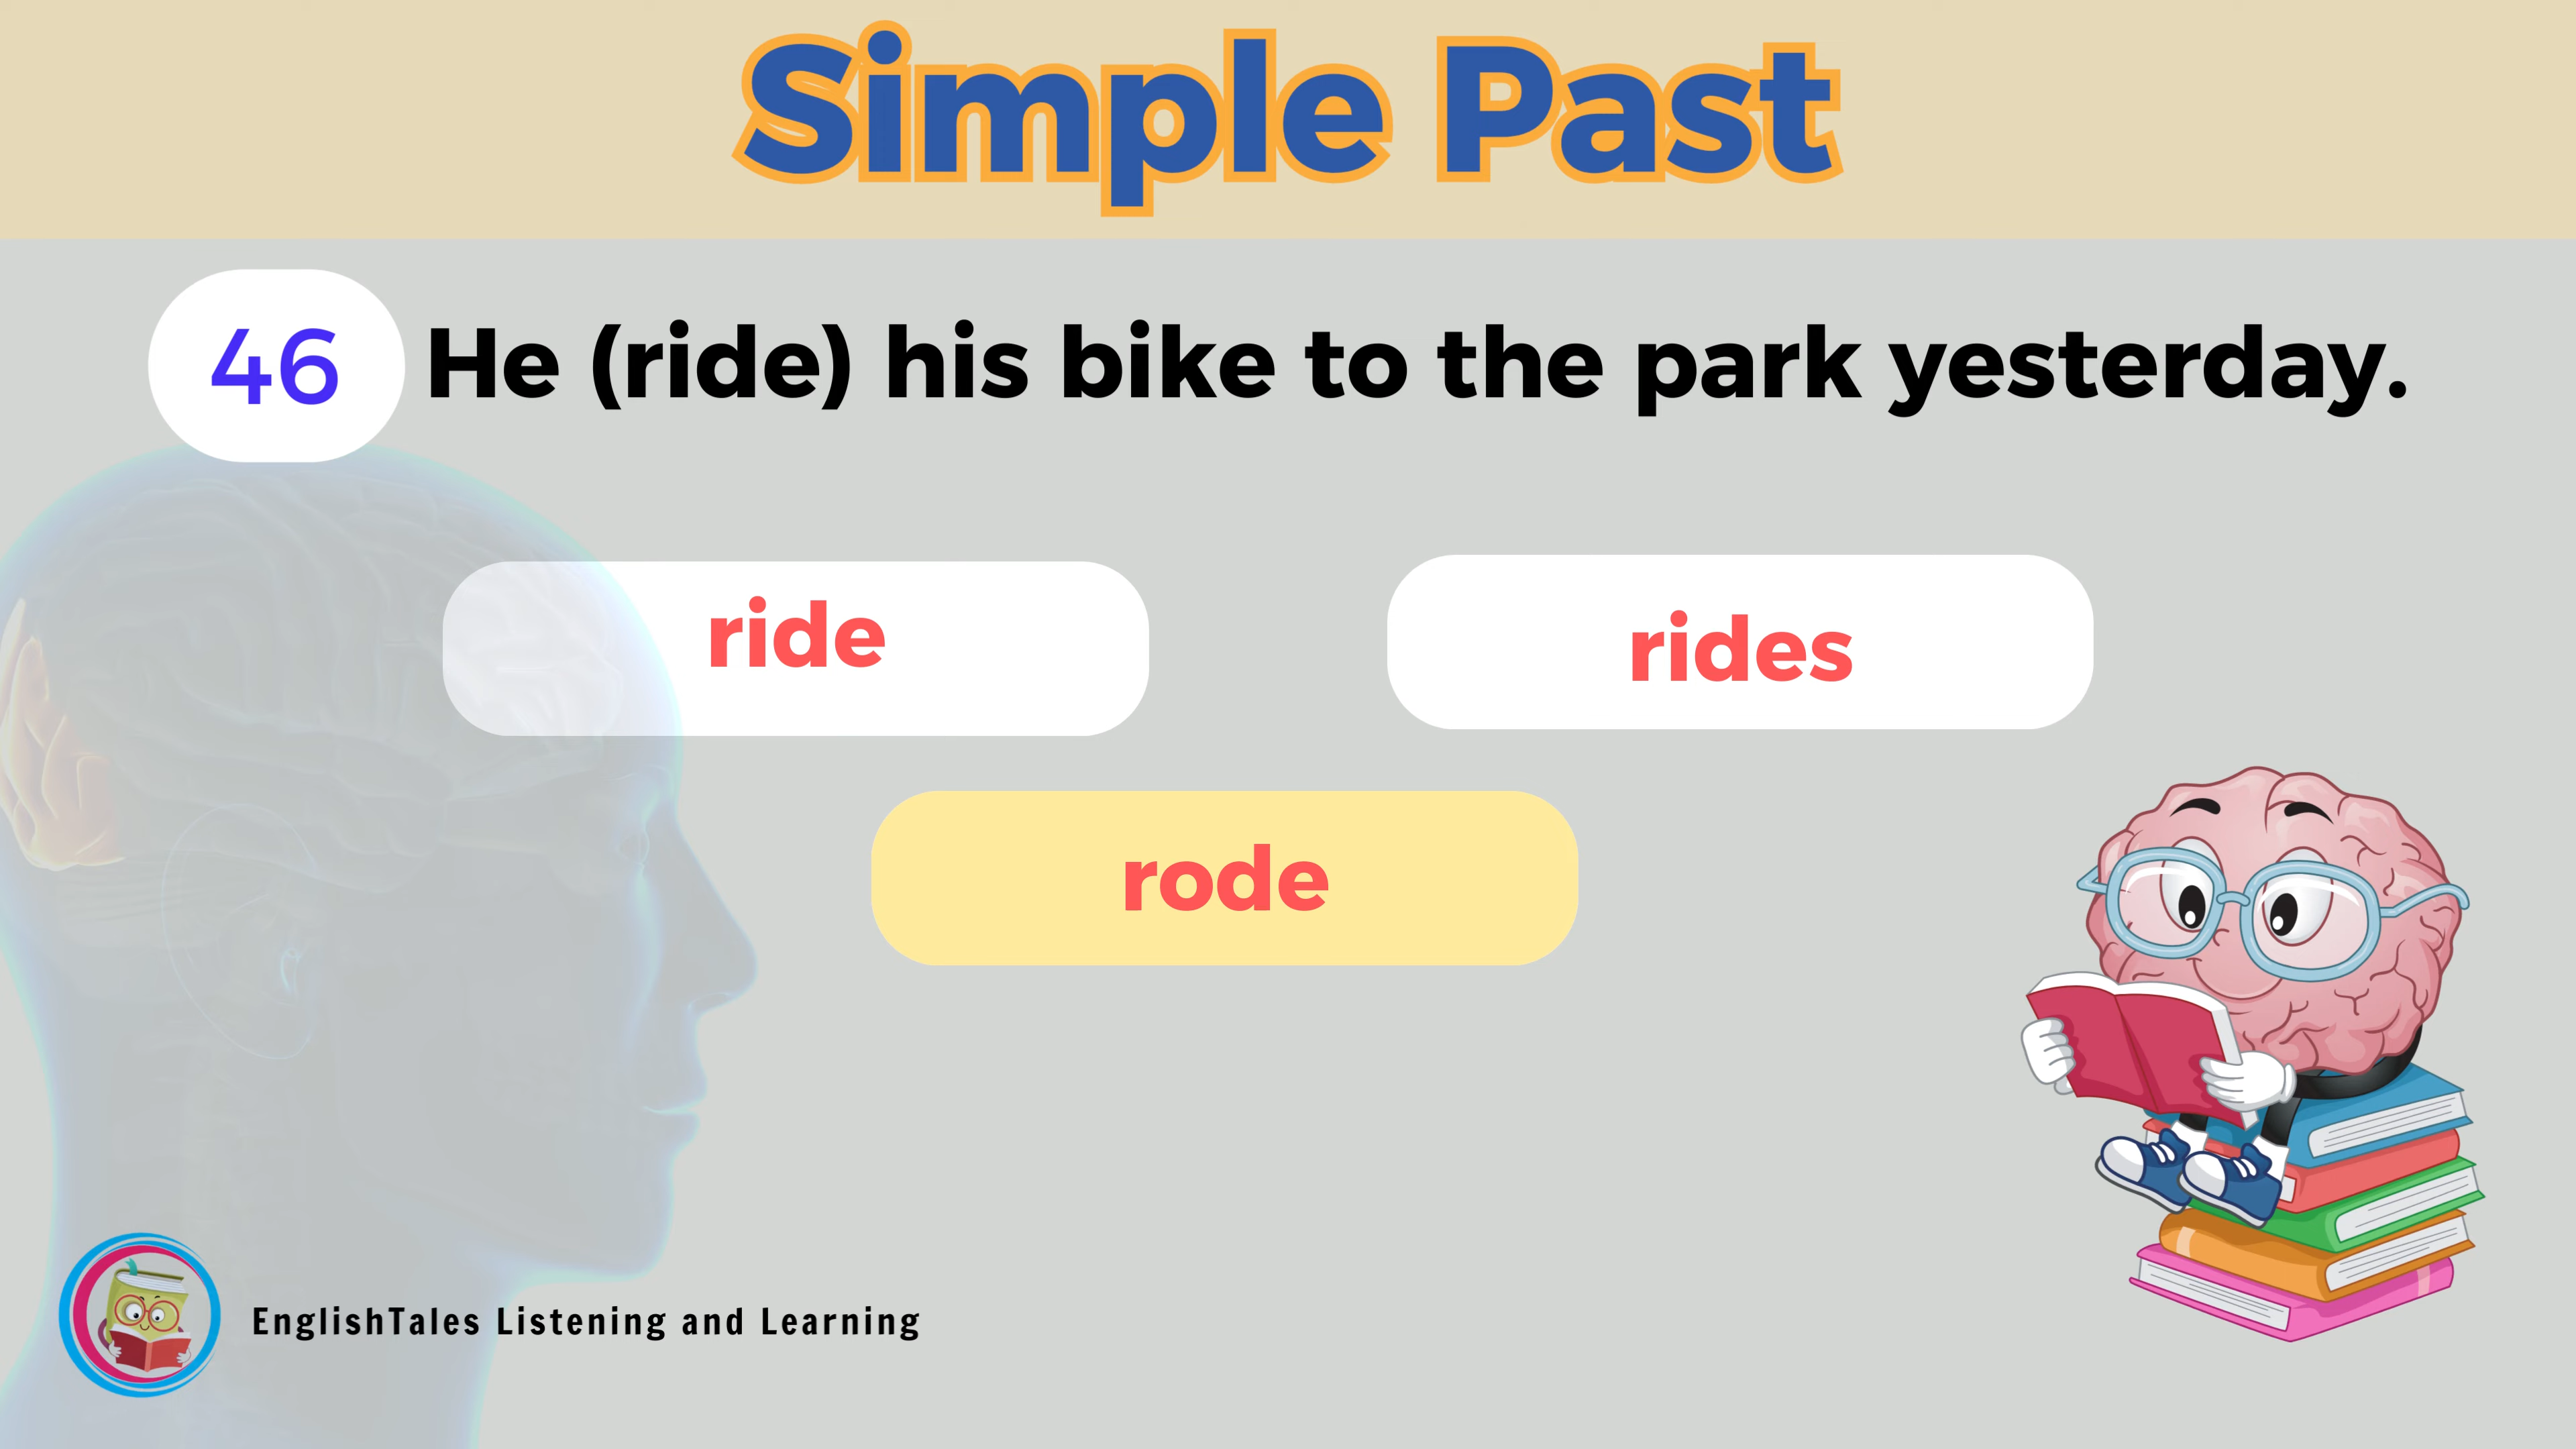 Simple Past
46 He (ride) his bike to the park yesterday.
ride
rides
rode
EnglishTales Listening and Learning